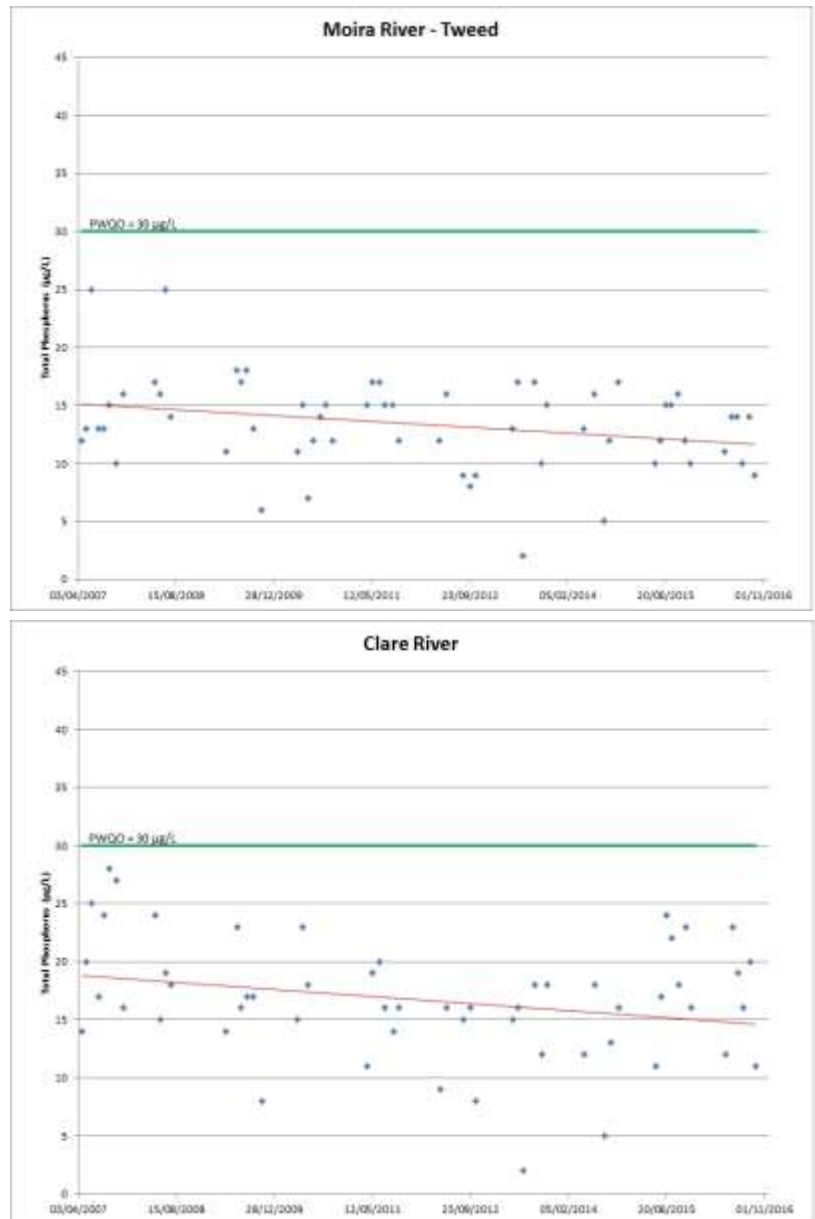 Moira River - Tweed
45
40
35
30
25
20
15
10
5
0
Total Phosphorus (µg/L)
PWQO = 30 µg/L
03/04/2007 15/08/2008 28/12/2009 12/05/2011 23/09/2012 05/02/2014 20/06/2015 01/11/2016
Clare River
45
40
35
30
25
20
15
10
5
0
Total Phosphorus (µg/L)
PWQO = 30 µg/L
03/04/2007 15/08/2008 28/12/2009 12/05/2011 23/09/2012 05/02/2014 20/06/2015 01/11/2016